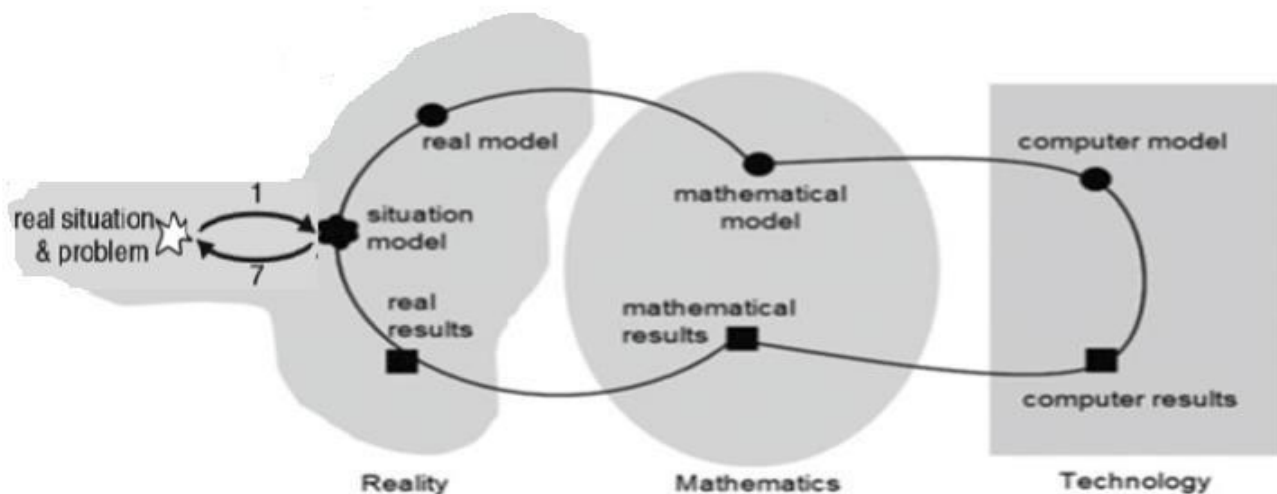 real model
computer model
1
real situation
& problem
situation
model
mathematical
model
7
real
results
mathematical
results
computer results
Reality
Mathematics
Technology